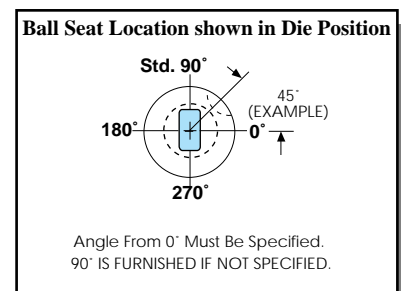 Ball Seat Location shown in Die Position
Std. 90˚
45˚
(EXAMPLE)
180˚
0˚
270˚
Angle From 0˚ Must Be Specified.
90˚ IS FURNISHED IF NOT SPECIFIED.